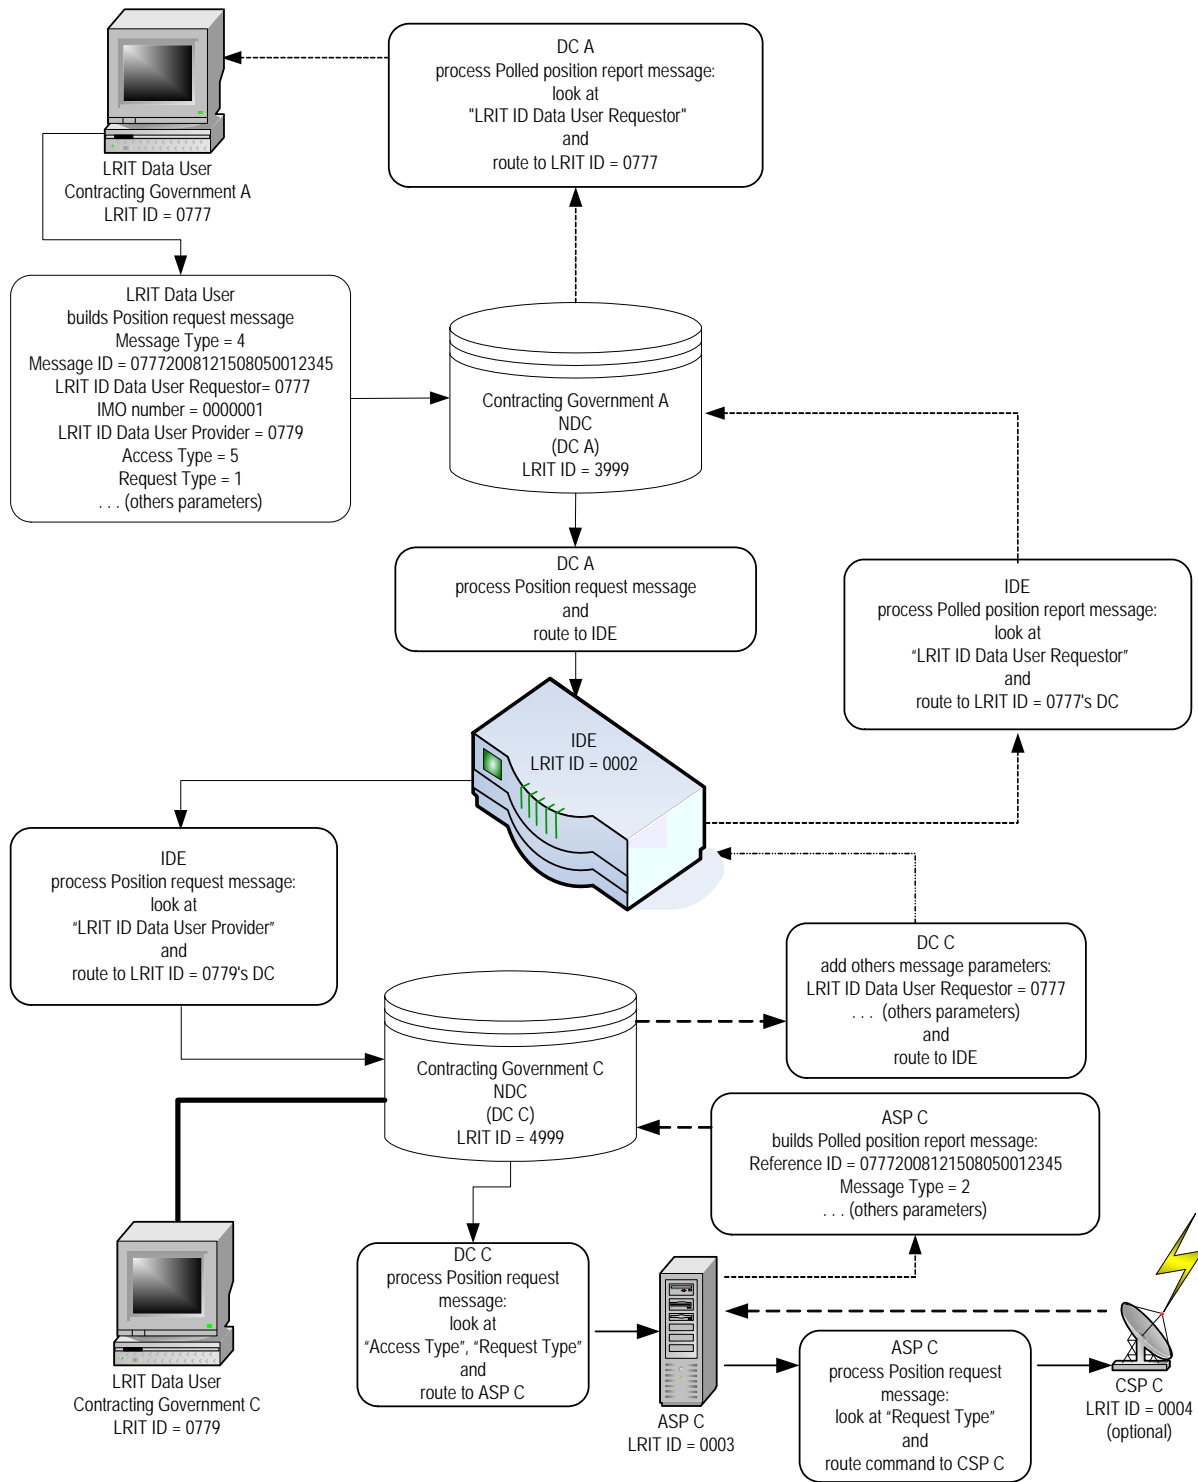 DC A
process Polled position report message:
look at
"LRIT ID Data User Requestor"
and
route to LRIT ID = 0777
LRIT Data User
Contracting Government A
LRIT ID = 0777
LRIT Data User
builds Position request message
Message Type = 4
Message ID = 07772008121508050012345
LRIT ID Data User Requestor= 0777
IMO number = 0000001
LRIT ID Data User Provider = 0779
Access Type = 5
Request Type = 1
. . . (others parameters)
Contracting Government A
NDC
(DC A)
LRIT ID = 3999
DC A
process Position request message
and
route to IDE
IDE
process Polled position report message:
look at
“LRIT ID Data User Requestor”
and
route to LRIT ID = 0777's DC
IDE
LRIT ID = 0002
IDE
process Position request message:
look at
“LRIT ID Data User Provider”
and
route to LRIT ID = 0779's DC
DC C
add others message parameters:
LRIT ID Data User Requestor = 0777
. . . (others parameters)
and
route to IDE
Contracting Government C
NDC
(DC C)
LRIT ID = 4999
ASP C
builds Polled position report message:
Reference ID = 07772008121508050012345
Message Type = 2
. . . (others parameters)
DC C
process Position request
message:
look at
“Access Type”, “Request Type”
and
route to ASP C
LRIT Data User
Contracting Government C
LRIT ID = 0779
ASP C
LRIT ID = 0003
ASP C
process Position request
message:
look at “Request Type”
and
route command to CSP C
CSP C
LRIT ID = 0004
(optional)